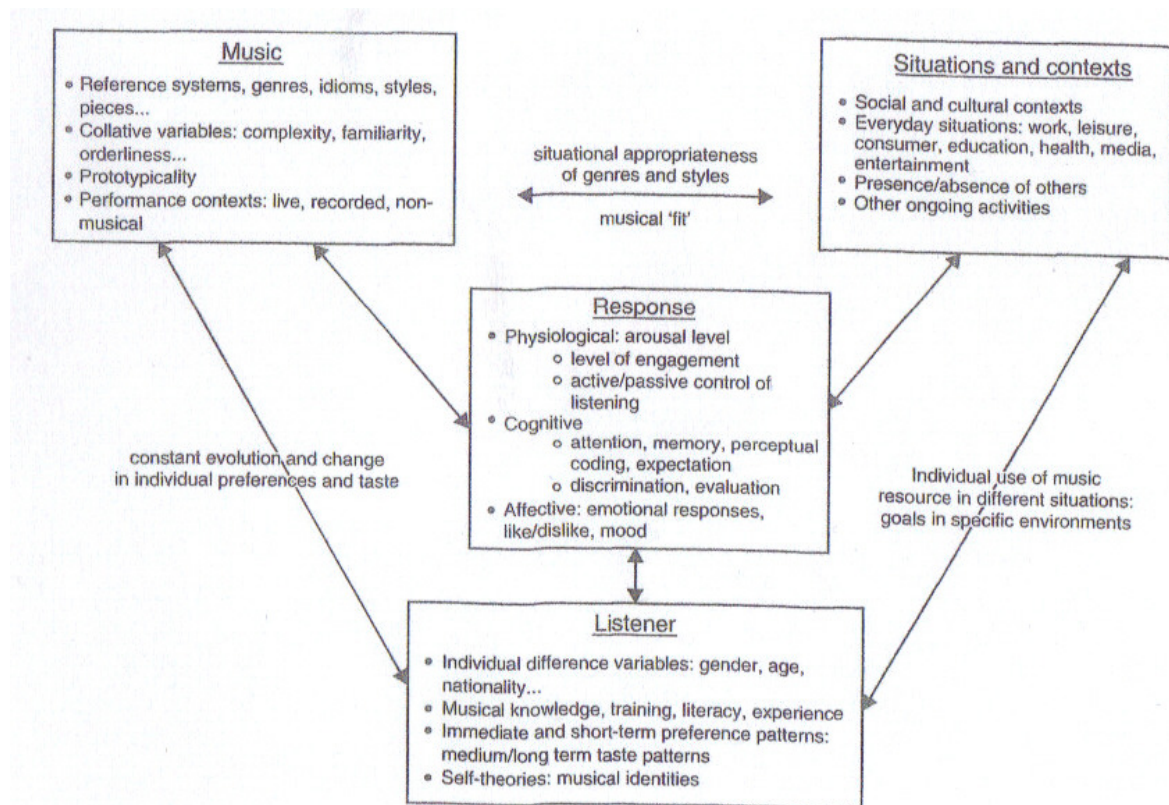 Music
Reference systems, genres, idioms, styles,
pieces...
Collative variables: complexity, familiarity,
orderliness...
Prototypicality
Performance contexts: live, recorded, non-
musical
situational appropriateness
of genres and styles
musical ‘fit’
Situations and contexts
Social and cultural contexts
Everyday situations: work, leisure,
consumer, education, health, media,
entertainment
Presence/absence of others
Other ongoing activities
Response
Physiological: arousal level
level of engagement
active/passive control of
listening
Cognitive
attention, memory, perceptual
coding, expectation
discrimination, evaluation
Affective: emotional responses,
like/dislike, mood
constant evolution and change
in individual preferences and taste
Individual use of music
resource in different situations:
goals in specific environments
Listener
Individual difference variables: gender, age,
nationality...
Musical knowledge, training, literacy, experience
Immediate and short-term preference patterns:
medium/long term taste patterns
Self-theories: musical identities